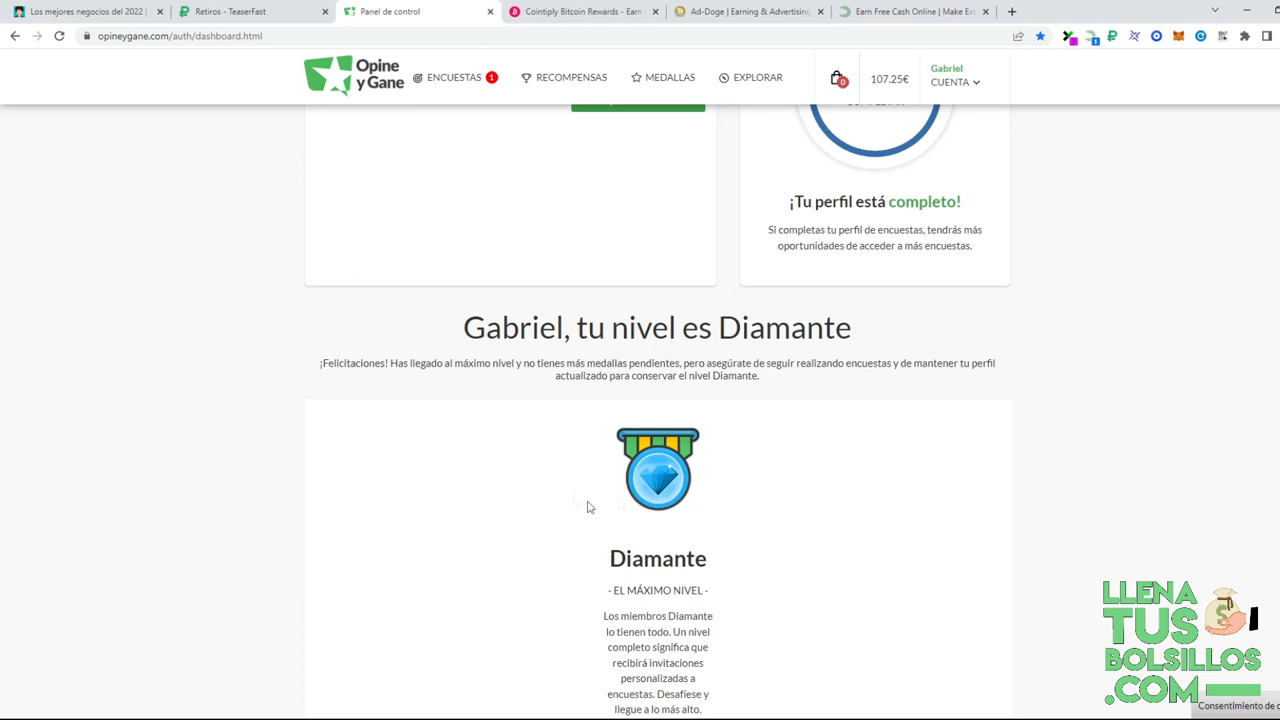 Los mejores negocios del 2022 |
Retiros - TeaserFast
Panel de control
Cointiply Bitcoin Rewards - Earn
Ad-Doge | Earning & Advertising
Earn Free Cash Online | Make Ext
opineygane.com/auth/dashboard.html
Opine
y Gane
ENCUESTAS 1
RECOMPENSAS
MEDALLAS
EXPLORAR
0
107.25€
Gabriel
CUENTA
¡Tu perfil está completo!
Si completas tu perfil de encuestas, tendrás más
oportunidades de acceder a más encuestas.
Gabriel, tu nivel es Diamante
¡Felicitaciones! Has llegado al máximo nivel y no tienes más medallas pendientes, pero asegúrate de seguir realizando encuestas y de mantener tu perfil
actualizado para conservar el nivel Diamante.
Diamante
- EL MÁXIMO NIVEL -
Los miembros Diamante
lo tienen todo. Un nivel
completo significa que
recibirá invitaciones
personalizadas a
encuestas. Desafíese y
llegue a lo más alto.
LLENA
TUS
BOLSILLOS
.COM
Consentimiento de c